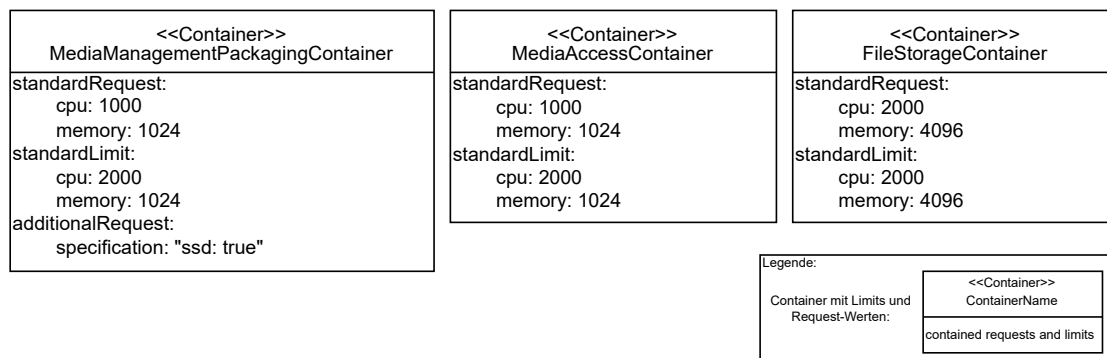 <<Container>>
MediaManagementPackagingContainer
standardRequest:
cpu: 1000
memory: 1024
standardLimit:
cpu: 2000
memory: 1024
additionalRequest:
specification: "ssd: true"
<<Container>>
MediaAccessContainer
standardRequest:
cpu: 1000
memory: 1024
standardLimit:
cpu: 2000
memory: 1024
<<Container>>
FileStorageContainer
standardRequest:
cpu: 2000
memory: 4096
standardLimit:
cpu: 2000
memory: 4096
Legende:
Container mit Limits und
Request-Werten:
<<Container>>
ContainerName
contained requests and limits